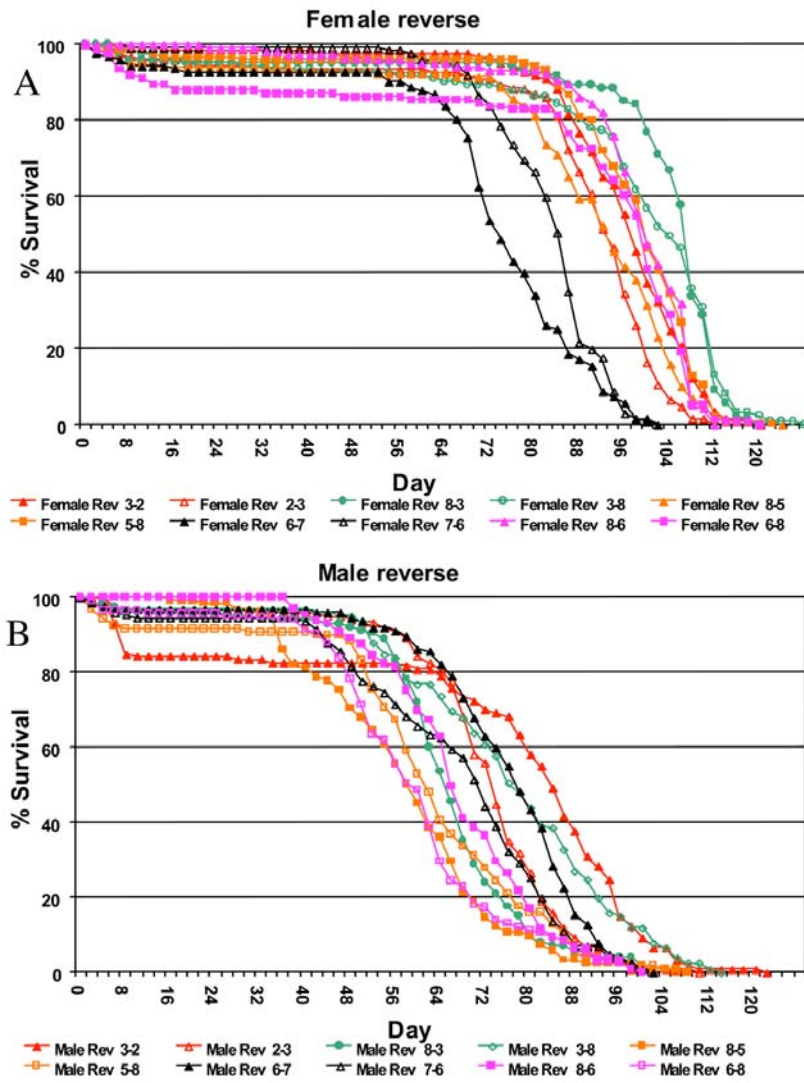 Female reverse
A
100
80
60
40
20
0
% Survival
0 8 16 24 32 40 48 56 64 72 80 88 96 104 112 120
Day
Female Rev 3-2 Female Rev 2-3 Female Rev 8-3 Female Rev 3-8 Female Rev 8-5
Female Rev 5-8 Female Rev 6-7 Female Rev 7-6 Female Rev 8-6 Female Rev 6-8
Male reverse
B
100
80
60
40
20
0
% Survival
0 8 16 24 32 40 48 56 64 72 80 88 96 104 112 120
Day
Male Rev 3-2 Male Rev 2-3 Male Rev 8-3 Male Rev 3-8 Male Rev 8-5
Male Rev 5-8 Male Rev 6-7 Male Rev 7-6 Male Rev 8-6 Male Rev 6-8